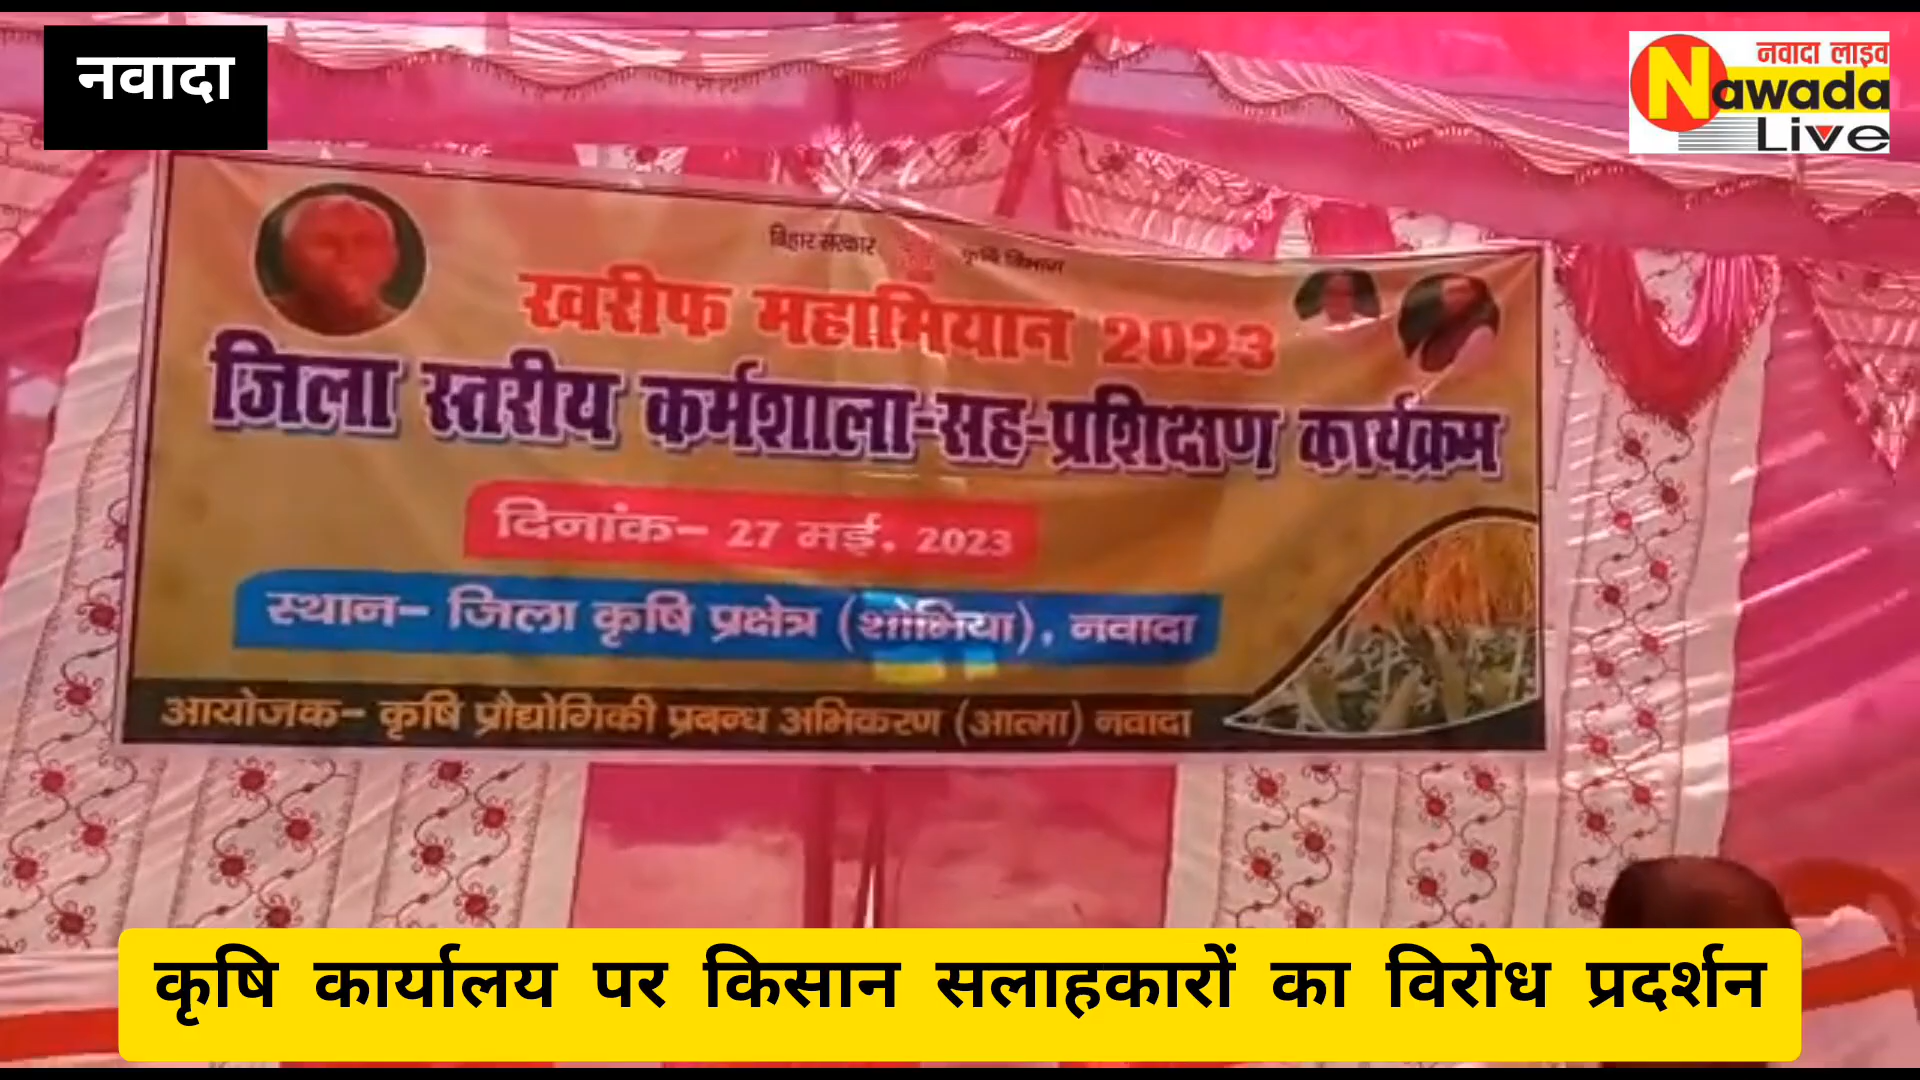 नवादा
नवादा लाइव
Nawada
Live
बिहार सरकार
कृषि विभाग
खरीफ महाभियान 2023
जिला स्तरीय कर्मशाला-सह-प्रशिक्षण कार्यक्रम
दिनांक- 27 मई, 2023
स्थान- जिला कृषि प्रक्षेत्र (शोभिया), नवादा
आयोजक- कृषि प्रौद्योगिकी प्रबन्ध अभिकरण (आत्मा) नवादा
कृषि कार्यालय पर किसान सलाहकारों का विरोध प्रदर्शन